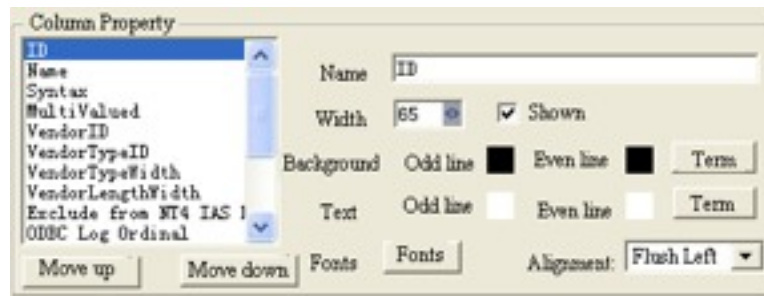 Column Property
ID
Name
Syntax
MultiValued
VendorID
VendorTypeID
VendorTypeWidth
VendorLengthWidth
Exclude from NT4 IAS
ODBC Log Ordinal
Move up
Move down
Name ID
Width 65 Shown
Background Odd line Even line Term
Text Odd line Even line Term
Fonts Fonts Alignment: Flush Left